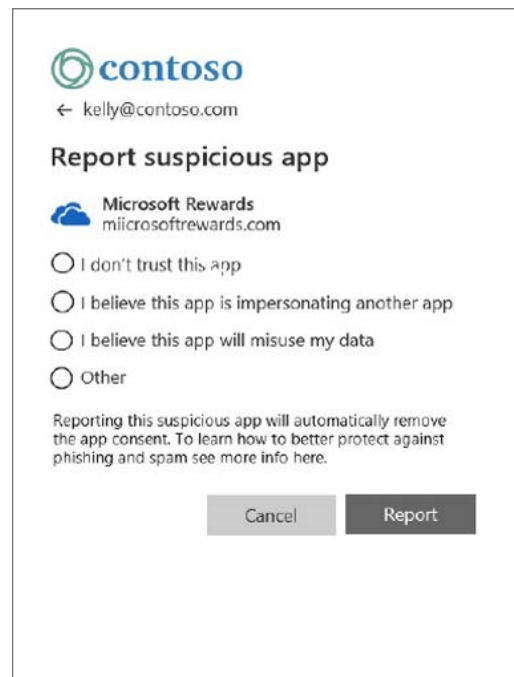 contoso
← kelly@contoso.com
Report suspicious app
Microsoft Rewards
miicrosoftrewards.com
I don't trust this app
I believe this app is impersonating another app
I believe this app will misuse my data
Other
Reporting this suspicious app will automatically remove
the app consent. To learn how to better protect against
phishing and spam see more info here.
Cancel
Report